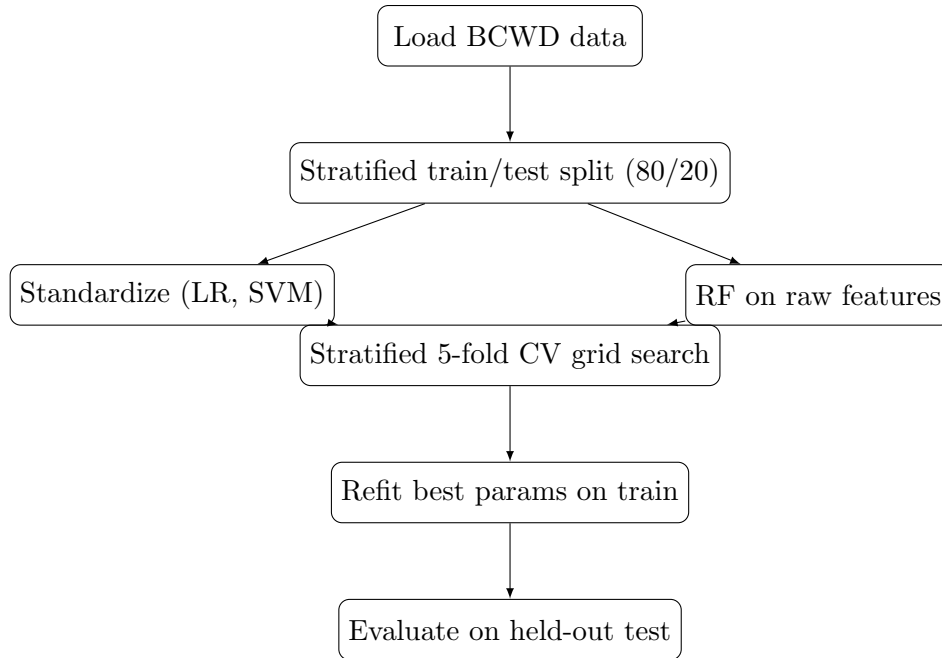 Load BCWD data
Stratified train/test split (80/20)
Standardize (LR, SVM)
RF on raw features
Stratified 5-fold CV grid search
Refit best params on train
Evaluate on held-out test